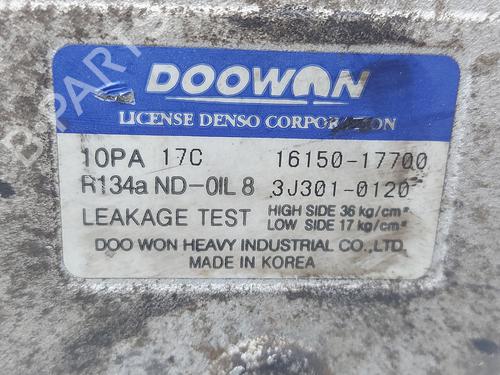 DOOWON
LICENSE DENSO CORPORATION
10PA 17C 16150-17700
R134a ND-OIL 8 3J301-0120
LEAKAGE TEST HIGH SIDE 36 kg/cm²
LOW SIDE 17 kg/cm²
DOO WON HEAVY INDUSTRIAL CO.,LTD.
MADE IN KOREA
B-PARTS